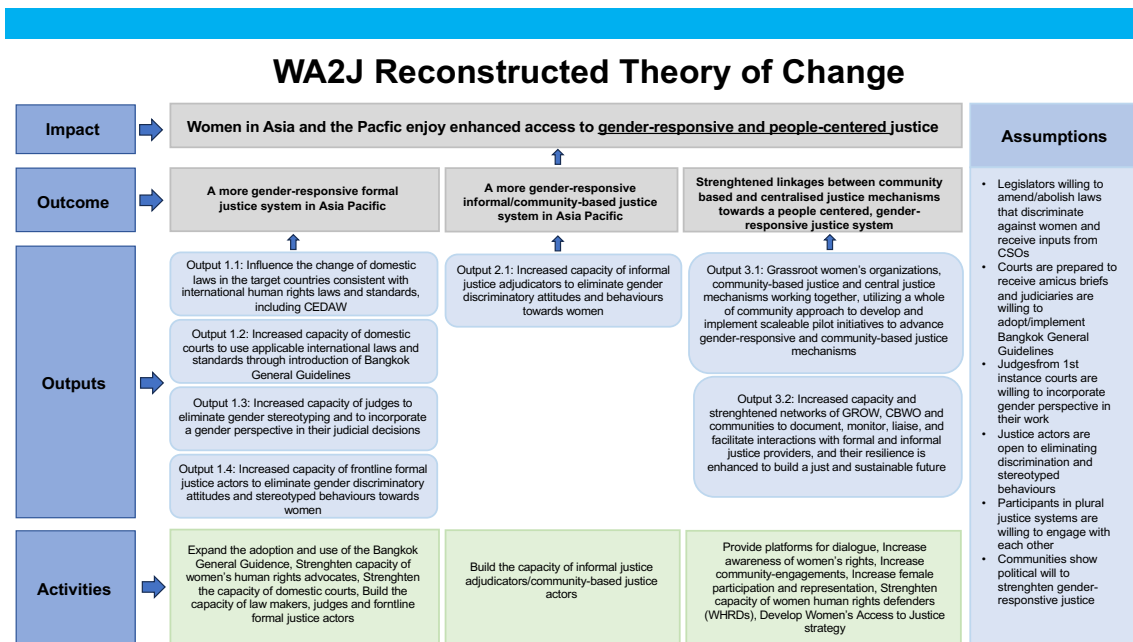 WA2J Reconstructed Theory of Change
Impact
Women in Asia and the Pacfic enjoy enhanced access to gender-responsive and people-centered justice
Outcome
A more gender-responsive formal
justice system in Asia Pacific
A more gender-responsive
informal/community-based justice
system in Asia Pacific
Strenghtened linkages between community
based and centralised justice mechanisms
towards a people centered, gender-
responsive justice system
Outputs
Output 1.1: Influence the change of domestic
laws in the target countries consistent with
international human rights laws and standards,
including CEDAW
Output 1.2: Increased capacity of domestic
courts to use applicable international laws and
standards through introduction of Bangkok
General Guidelines
Output 1.3: Increased capacity of judges to
eliminate gender stereotyping and to incorporate
a gender perspective in their judicial decisions
Output 1.4: Increased capacity of frontline formal
justice actors to eliminate gender discriminatory
attitudes and stereotyped behaviours towards
women
Output 2.1: Increased capacity of informal
justice adjudicators to eliminate gender
discriminatory attitudes and behaviours
towards women
Output 3.1: Grassroot women's organizations,
community-based justice and central justice
mechanisms working together, utilizing a whole
of community approach to develop and
implement scaleable pilot initiatives to advance
gender-responsive and community-based justice
mechanisms
Output 3.2: Increased capacity and
strenghtened networks of GROW, CBWO and
communities to document, monitor, liaise, and
facilitate interactions with formal and informal
justice providers, and their resilience is
enhanced to build a just and sustainable future
Activities
Expand the adoption and use of the Bangkok
General Guidence, Strenghten capacity of
women's human rights advocates, Strenghten
the capacity of domestic courts, Build the
capacity of law makers, judges and forntline
formal justice actors
Build the capacity of informal justice
adjudicators/community-based justice
actors
Provide platforms for dialogue, Increase
awareness of women's rights, Increase
community-engagements, Increase female
participation and representation, Strenghten
capacity of women human rights defenders
(WHRDs), Develop Women's Access to Justice
strategy
Assumptions
• Legislators willing to
amend/abolish laws
that discriminate
against women and
receive inputs from
CSOs
• Courts are prepared to
receive amicus briefs
and judiciaries are
willing to
adopt/implement
Bangkok General
Guidelines
• Judgesfrom 1st
instance courts are
willing to incorporate
gender perspective in
their work
• Justice actors are
open to eliminating
discrimination and
stereotyped
behaviours
• Participants in plural
justice systems are
willing to engage with
each other
• Communities show
political will to
strenghten gender-
responstive justice